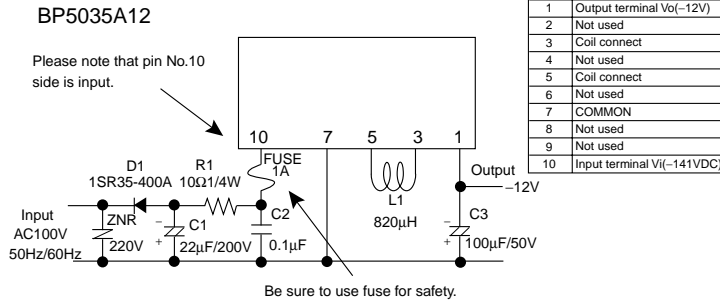 BP5035A12
Please note that pin No.10
side is input.
1 Output terminal Vo(−12V)
2 Not used
3 Coil connect
4 Not used
5 Coil connect
6 Not used
7 COMMON
8 Not used
9 Not used
10 Input terminal Vi(−141VDC)
10 7 5 3 1
FUSE
1A
D1
1SR35-400A
R1
10Ω1/4W
L1
820μH
Output
−12V
Input
AC100V
50Hz/60Hz
ZNR
220V
−
+
C1
22μF/200V
C2
0.1μF
−
+
C3
100μF/50V
Be sure to use fuse for safety.